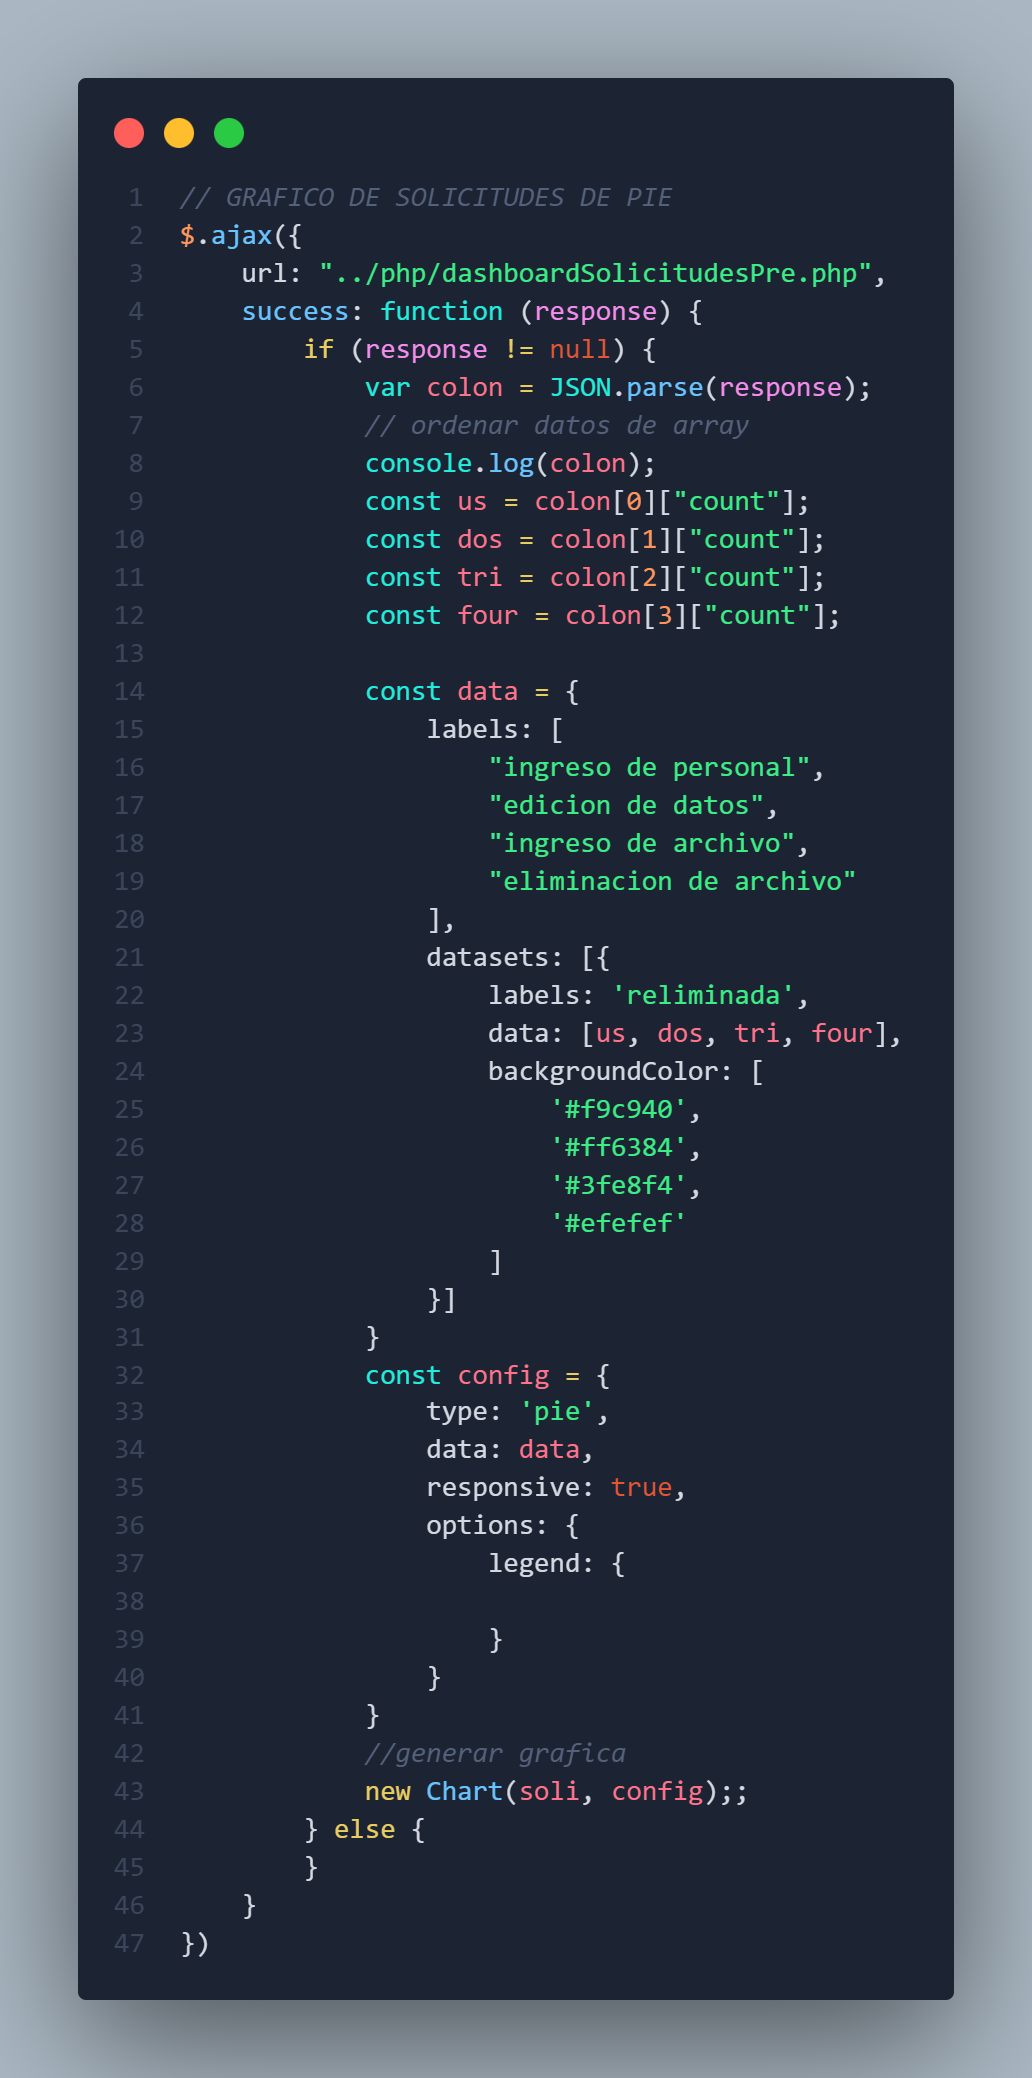 1 // GRAFICO DE SOLICITUDES DE PIE
2 $.ajax({
3     url: "../php/dashboardSolicitudesPre.php",
4     success: function (response) {
5         if (response != null) {
6             var colon = JSON.parse(response);
7             // ordenar datos de array
8             console.log(colon);
9             const us = colon[0]["count"];
10             const dos = colon[1]["count"];
11             const tri = colon[2]["count"];
12             const four = colon[3]["count"];
13
14             const data = {
15                 labels: [
16                     "ingreso de personal",
17                     "edicion de datos",
18                     "ingreso de archivo",
19                     "eliminacion de archivo"
20                 ],
21                 datasets: [{
22                     labels: 'reliminada',
23                     data: [us, dos, tri, four],
24                     backgroundColor: [
25                         '#f9c940',
26                         '#ff6384',
27                         '#3fe8f4',
28                         '#efefef'
29                     ]
30                 }]
31             }
32             const config = {
33                 type: 'pie',
34                 data: data,
35                 responsive: true,
36                 options: {
37                     legend: {
38
39                     }
40                 }
41             }
42             //generar grafica
43             new Chart(soli, config);;
44         } else {
45         }
46     }
47 })